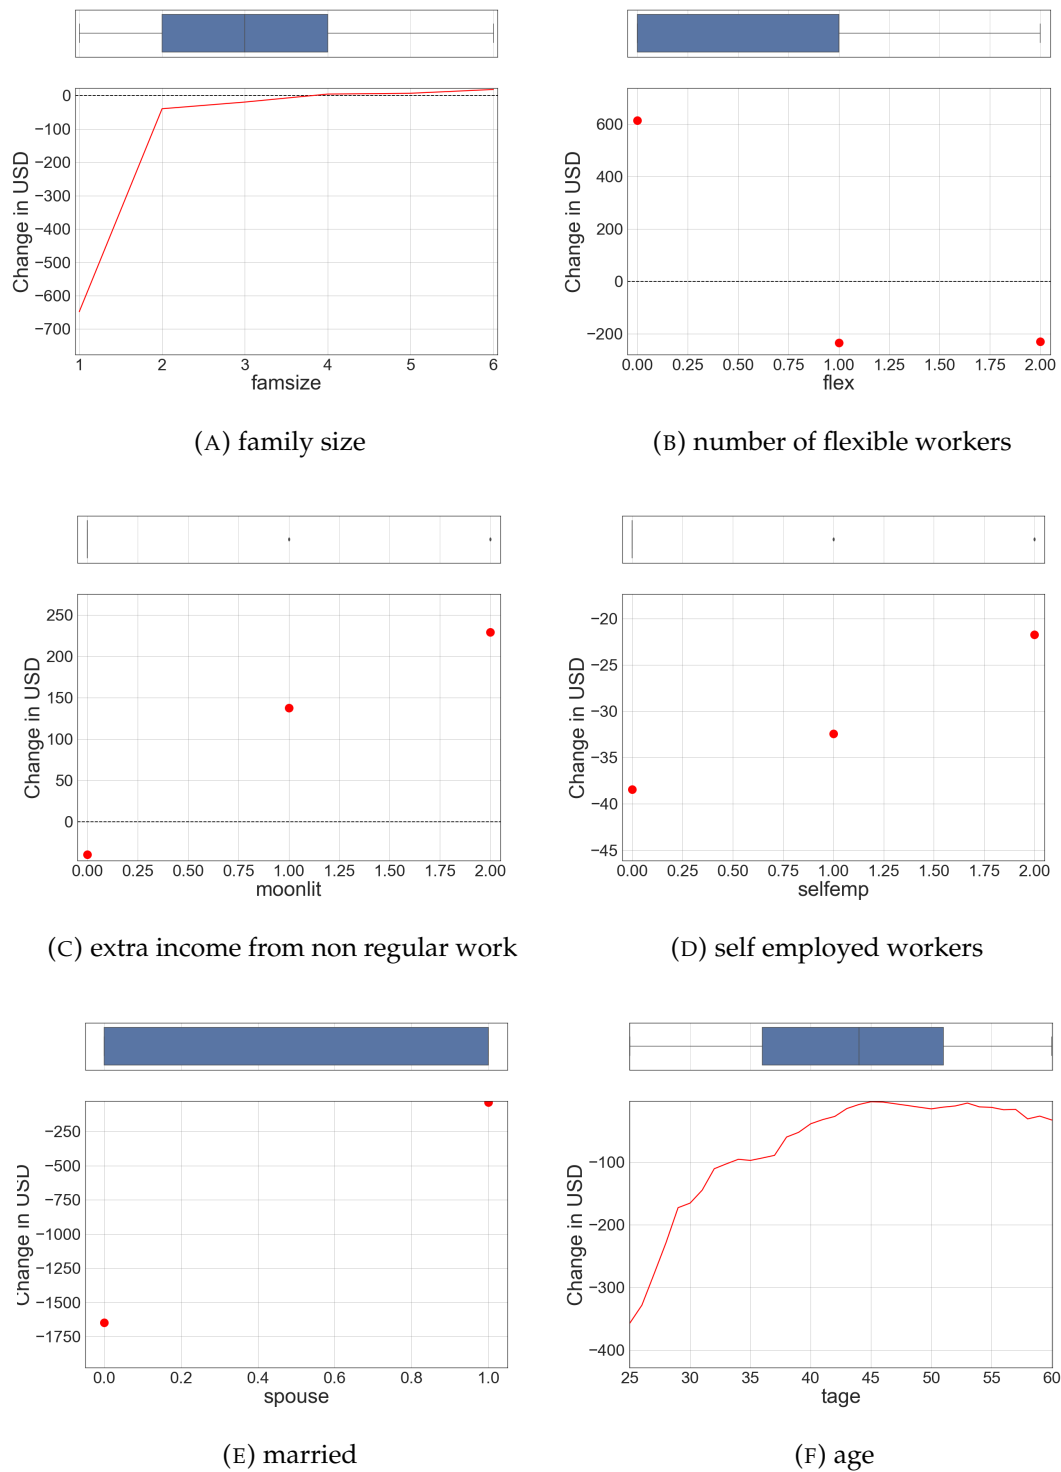 0
−100
−200
−300
−400
−500
−600
−700
Change in USD
1 2 3 4 5 6
famsize
(A) family size
600
400
200
0
−200
Change in USD
0.00 0.25 0.50 0.75 1.00 1.25 1.50 1.75 2.00
flex
(B) number of flexible workers
250
200
150
100
50
0
Change in USD
0.00 0.25 0.50 0.75 1.00 1.25 1.50 1.75 2.00
moonlit
(C) extra income from non regular work
−20
−25
−30
−35
−40
−45
Change in USD
0.00 0.25 0.50 0.75 1.00 1.25 1.50 1.75 2.00
selfemp
(D) self employed workers
−250
−500
−750
−1000
−1250
−1500
−1750
Change in USD
0.0 0.2 0.4 0.6 0.8 1.0
spouse
(E) married
−100
−200
−300
−400
Change in USD
25 30 35 40 45 50 55 60
tage
(F) age